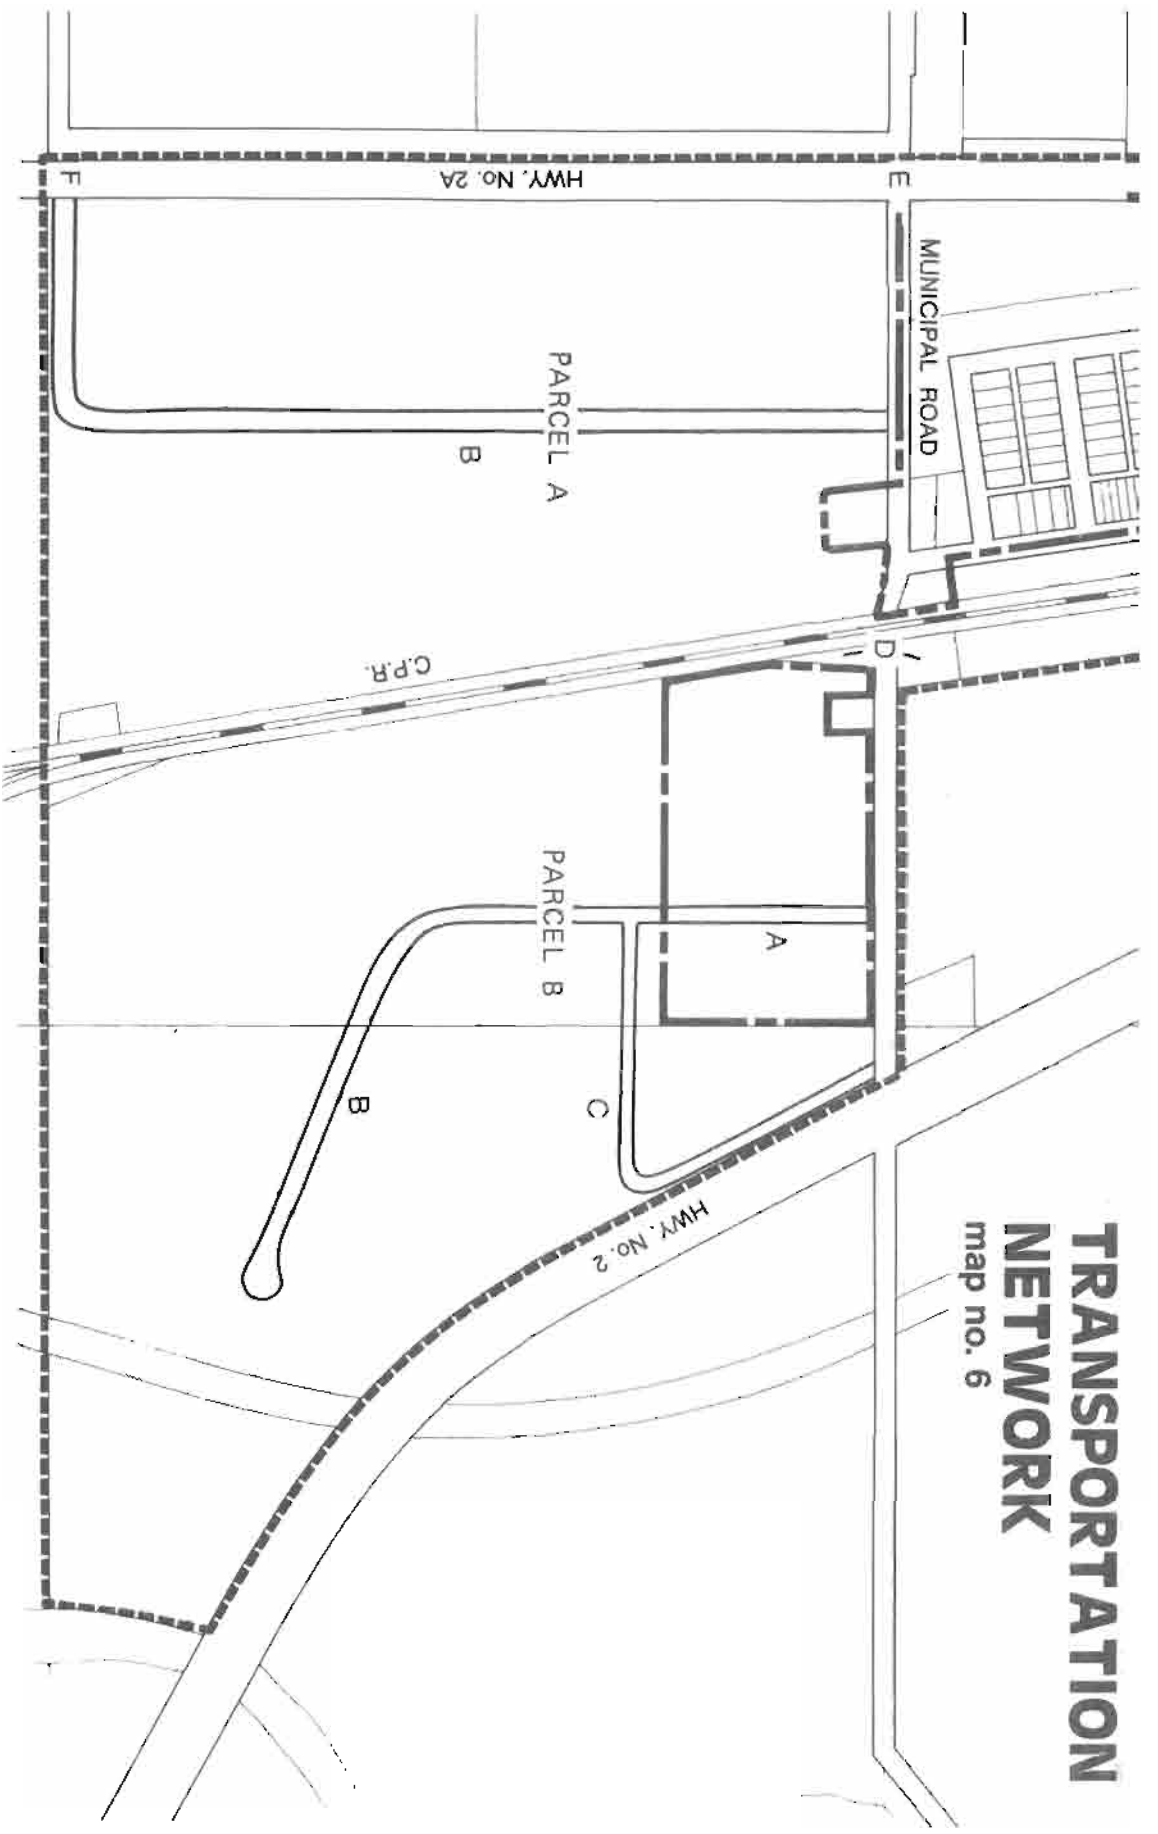 TRANSPORTATION
NETWORK
map no. 6
MUNICIPAL ROAD
E
HWY. No. 2A
F
PARCEL A
B
D
C.P.R.
PARCEL B
A
B
C
HWY. No. 2